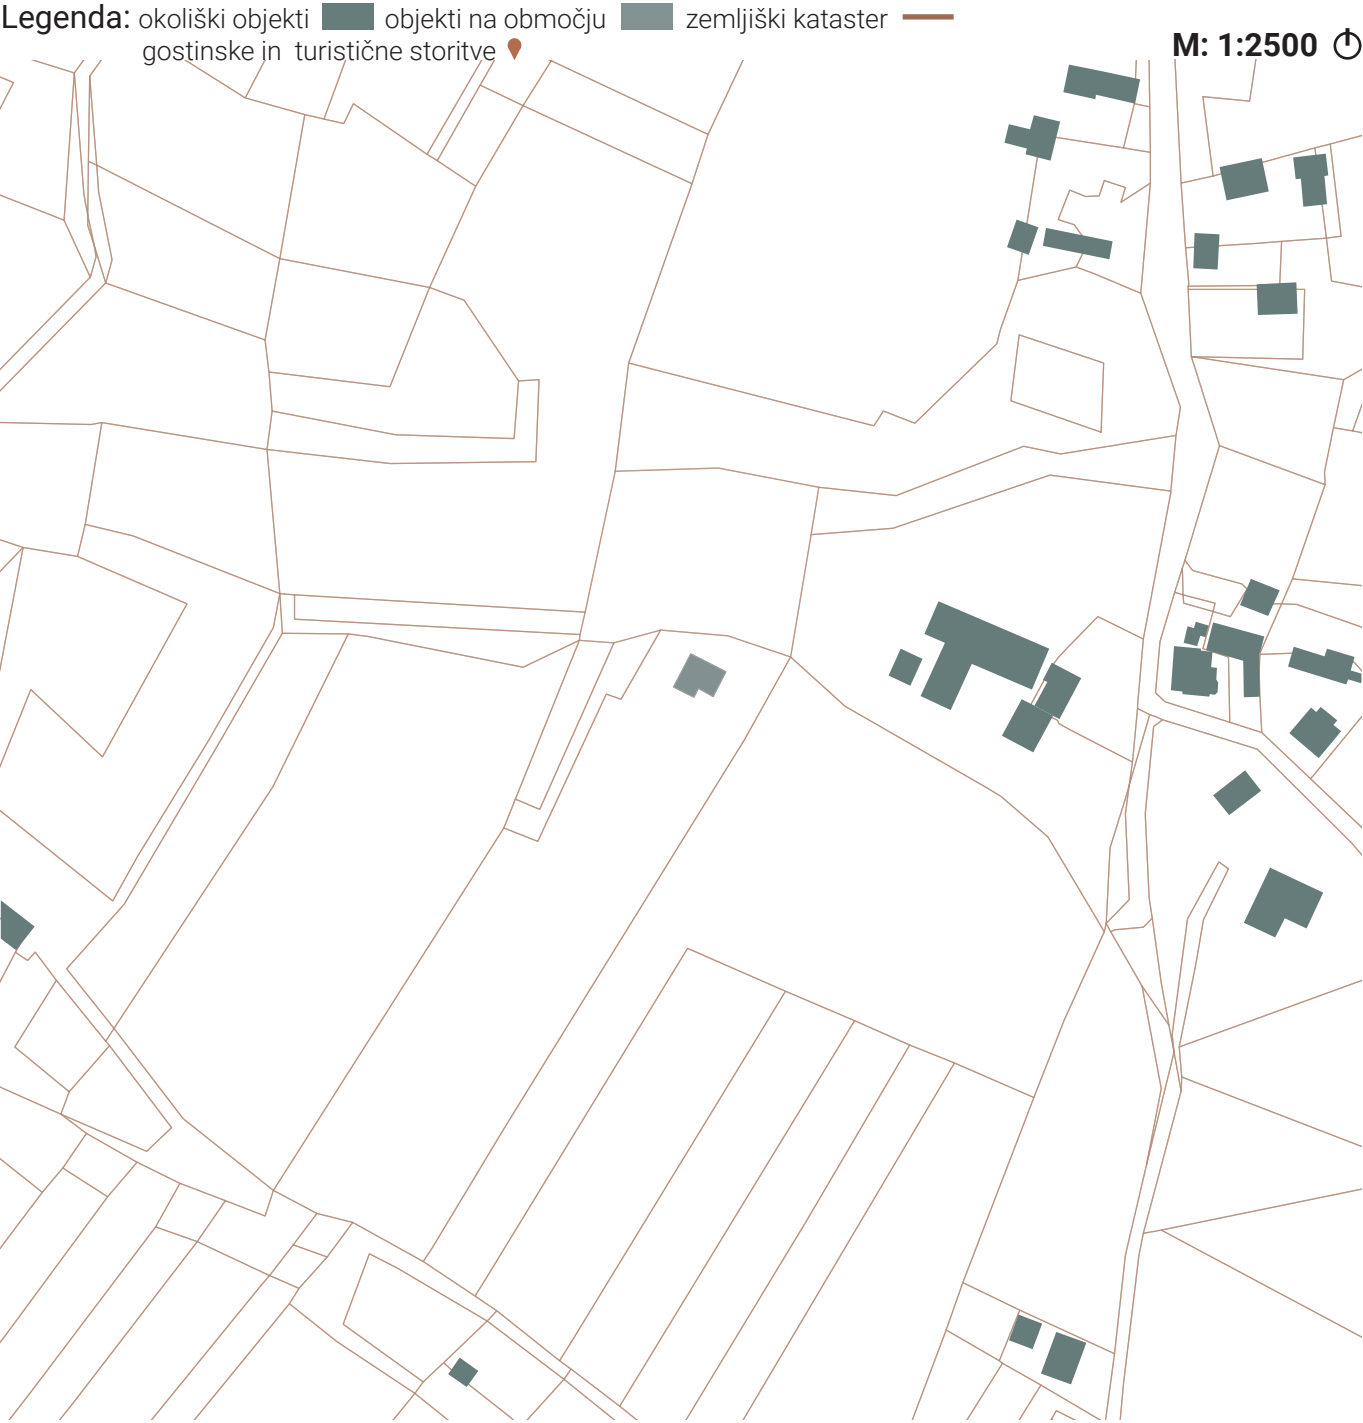 Legenda: okoliški objekti objekti na območju zemljiški kataster
gostinske in turistične storitve
M: 1:2500